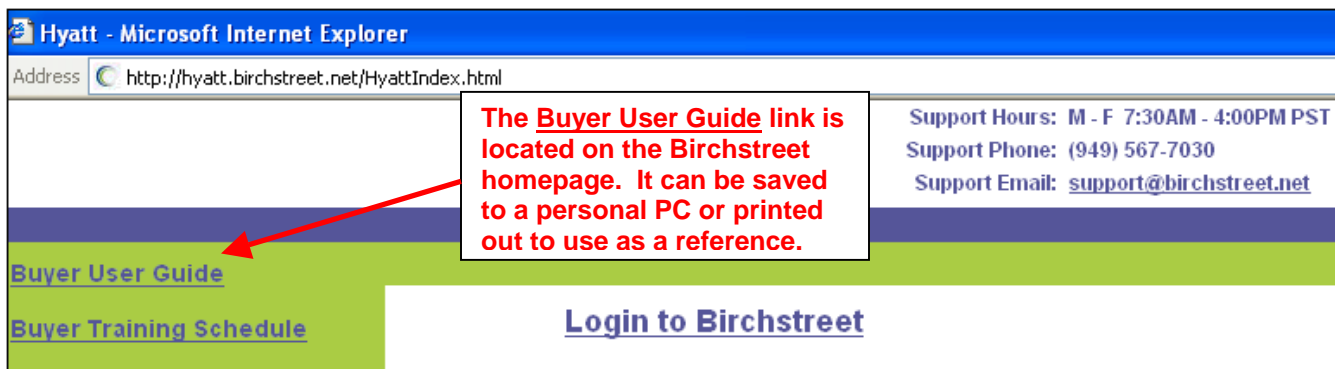 Hyatt - Microsoft Internet Explorer
Address http://hyatt.birchstreet.net/HyattIndex.html
The Buyer User Guide link is
located on the Birchstreet
homepage. It can be saved
to a personal PC or printed
out to use as a reference.
Support Hours: M - F 7:30AM - 4:00PM PST
Support Phone: (949) 567-7030
Support Email: support@birchstreet.net
Buyer User Guide
Buyer Training Schedule
Login to Birchstreet